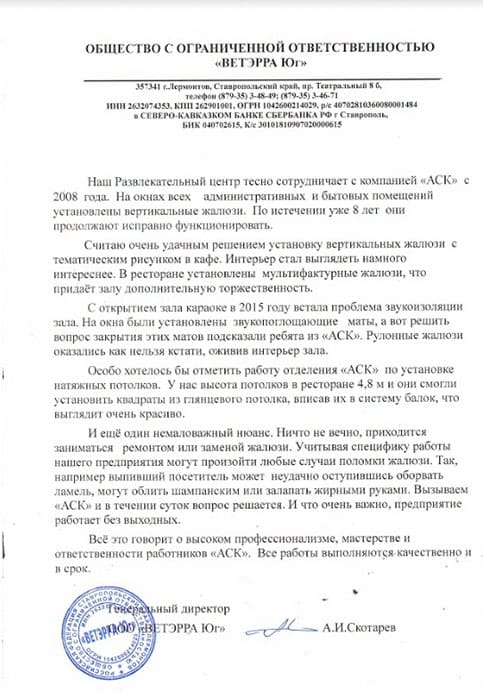 ОБЩЕСТВО С ОГРАНИЧЕННОЙ ОТВЕТСТВЕННОСТЬЮ
«ВЕТЭРРА Юг»
357341 г.Лермонтов, Ставропольский край, пр. Театральный 8 б,
телефон (879-35) 3-48-49; (879-35) 3-46-71
ИНН 2632074353, КПП 262901001, ОГРН 1042600214029, р/с 40702810360080001484
в СЕВЕРО-КАВКАЗКОМ БАНКЕ СБЕРБАНКА РФ г Ставрополь,
БИК 040702615, К/с 30101810907020000615
Наш Развлекательный центр тесно сотрудничает с компанией «АСК» с
2008 года. На окнах всех административных и бытовых помещений
установлены вертикальные жалюзи. По истечении уже 8 лет они
продолжают исправно функционировать.
Считаю очень удачным решением установку вертикальных жалюзи с
тематическим рисунком в кафе. Интерьер стал выглядеть намного
интереснее. В ресторане установлены мультифактурные жалюзи, что
придаёт залу дополнительную торжественность.
С открытием зала караоке в 2015 году встала проблема звукоизоляции
зала. На окна были установлены звукопоглощающие маты, а вот решить
вопрос закрытия этих матов подсказали ребята из «АСК». Рулонные жалюзи
оказались как нельзя кстати, оживив интерьер зала.
Особо хотелось бы отметить работу отделения «АСК» по установке
натяжных потолков. У нас высота потолков в ресторане 4,8 м и они смогли
установить квадраты из глянцевого потолка, вписав их в систему балок, что
выглядит очень красиво.
И ещё один немаловажный нюанс. Ничто не вечно, приходится
заниматься ремонтом или заменой жалюзи. Учитывая специфику работы
нашего предприятия могут произойти любые случаи поломки жалюзи. Так,
например выпивший посетитель может неудачно оступившись оборвать
ламель, могут облить шампанским или залапать жирными руками. Вызываем
«АСК» и в течении суток вопрос решается. И что очень важно, предприятие
работает без выходных.
Всё это говорит о высоком профессионализме, мастерстве и
ответственности работников «АСК». Все работы выполняются качественно и
в срок.
Генеральный директор
ООО «ВЕТЭРРА Юг» А.И.Скотарев
«ВЕТЭРРА Юг»